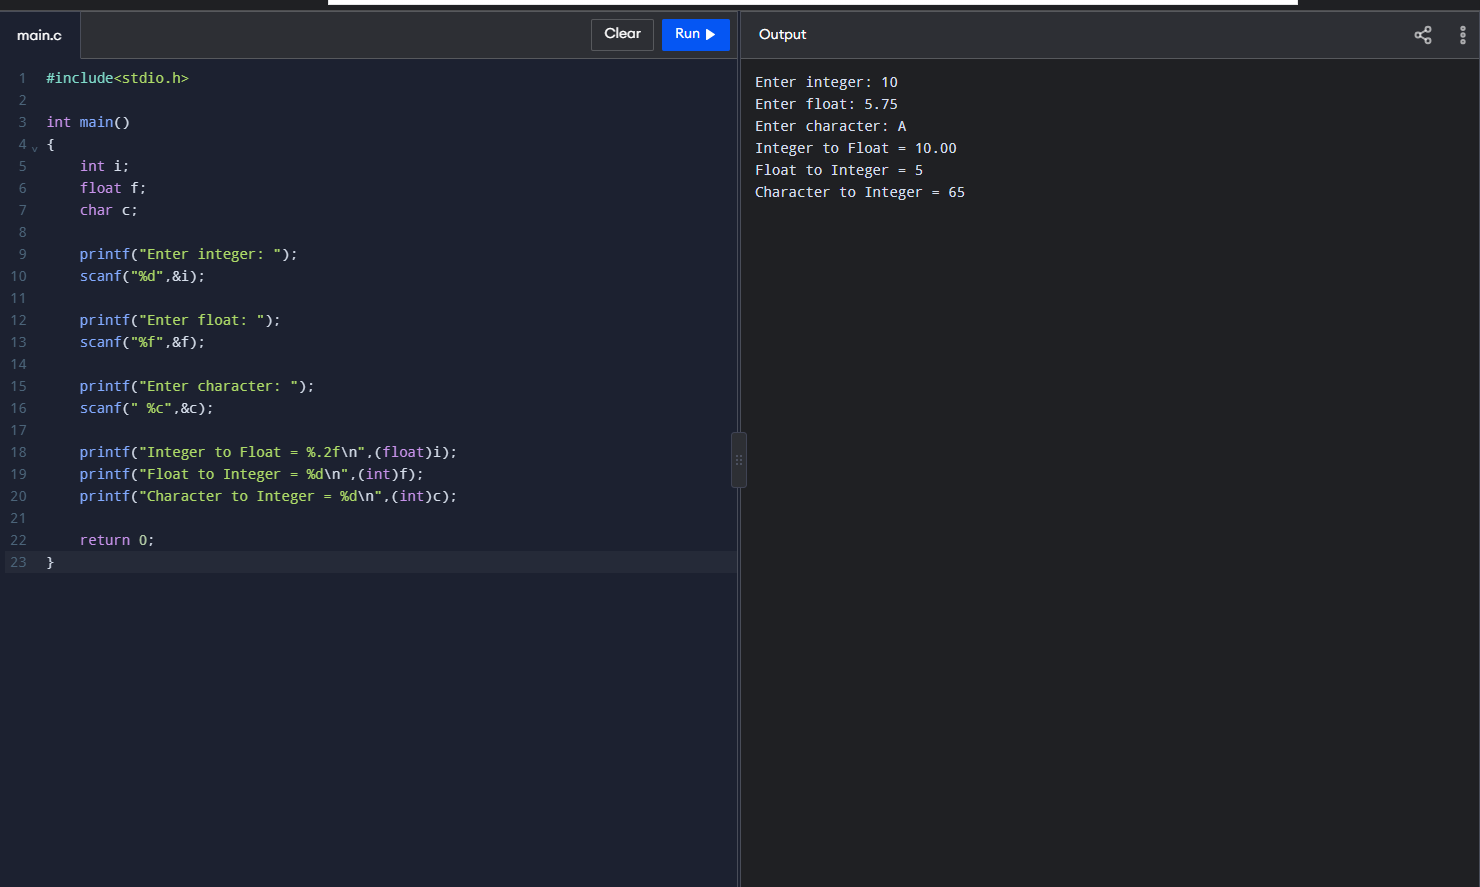 main.c
Clear
Run
Output
1 #include<stdio.h>
2
3 int main()
4 {
5     int i;
6     float f;
7     char c;
8
9     printf("Enter integer: ");
10     scanf("%d",&i);
11
12     printf("Enter float: ");
13     scanf("%f",&f);
14
15     printf("Enter character: ");
16     scanf(" %c",&c);
17
18     printf("Integer to Float = %.2f\n",(float)i);
19     printf("Float to Integer = %d\n",(int)f);
20     printf("Character to Integer = %d\n",(int)c);
21
22     return 0;
23 }
Enter integer: 10
Enter float: 5.75
Enter character: A
Integer to Float = 10.00
Float to Integer = 5
Character to Integer = 65